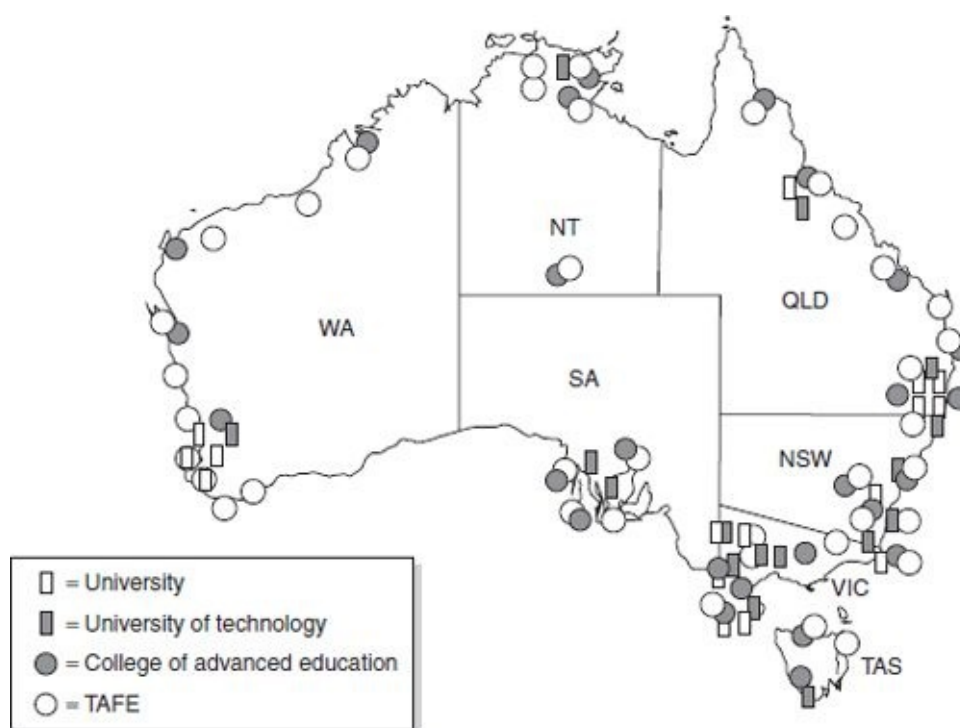 NT
QLD
WA
SA
NSW
VIC
TAS
= University
= University of technology
= College of advanced education
= TAFE